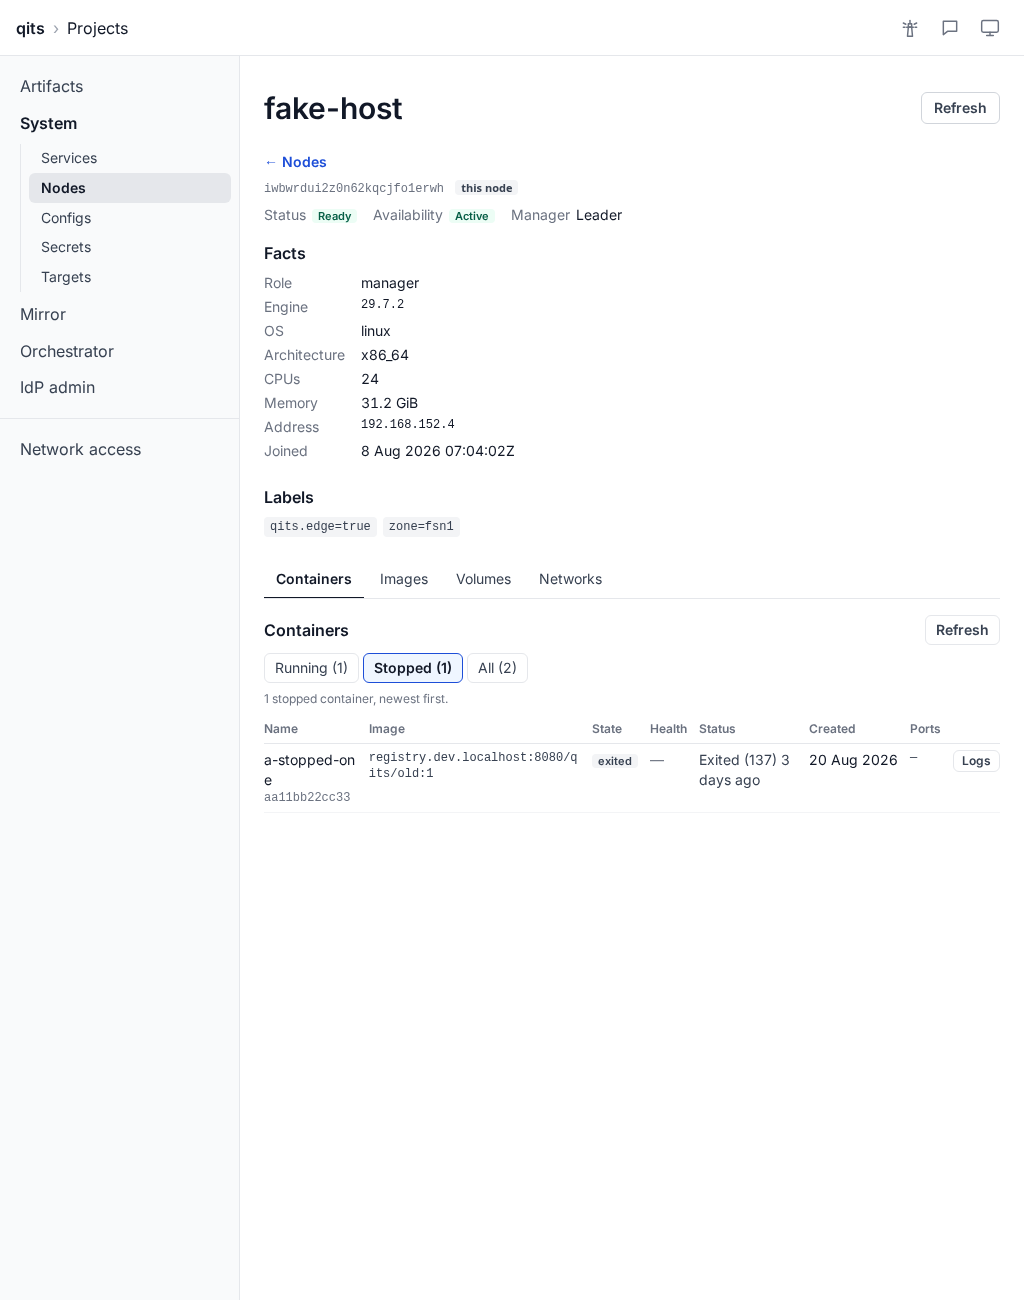 qits › Projects
Artifacts
System
Services
Nodes
Configs
Secrets
Targets
Mirror
Orchestrator
IdP admin
Network access
fake-host
Refresh
← Nodes
iwbwrdui2z0n62kqcjfo1erwh this node
Status Ready Availability Active Manager Leader
Facts
Role manager
Engine 29.7.2
OS linux
Architecture x86_64
CPUs 24
Memory 31.2 GiB
Address 192.168.152.4
Joined 8 Aug 2026 07:04:02Z
Labels
qits.edge=true zone=fsn1
Containers Images Volumes Networks
Containers
Refresh
Running (1) Stopped (1) All (2)
1 stopped container, newest first.
Name Image State Health Status Created Ports
a-stopped-on registry.dev.localhost:8080/q exited — Exited (137) 3 20 Aug 2026 – Logs
e its/old:1 days ago
aa11bb22cc33